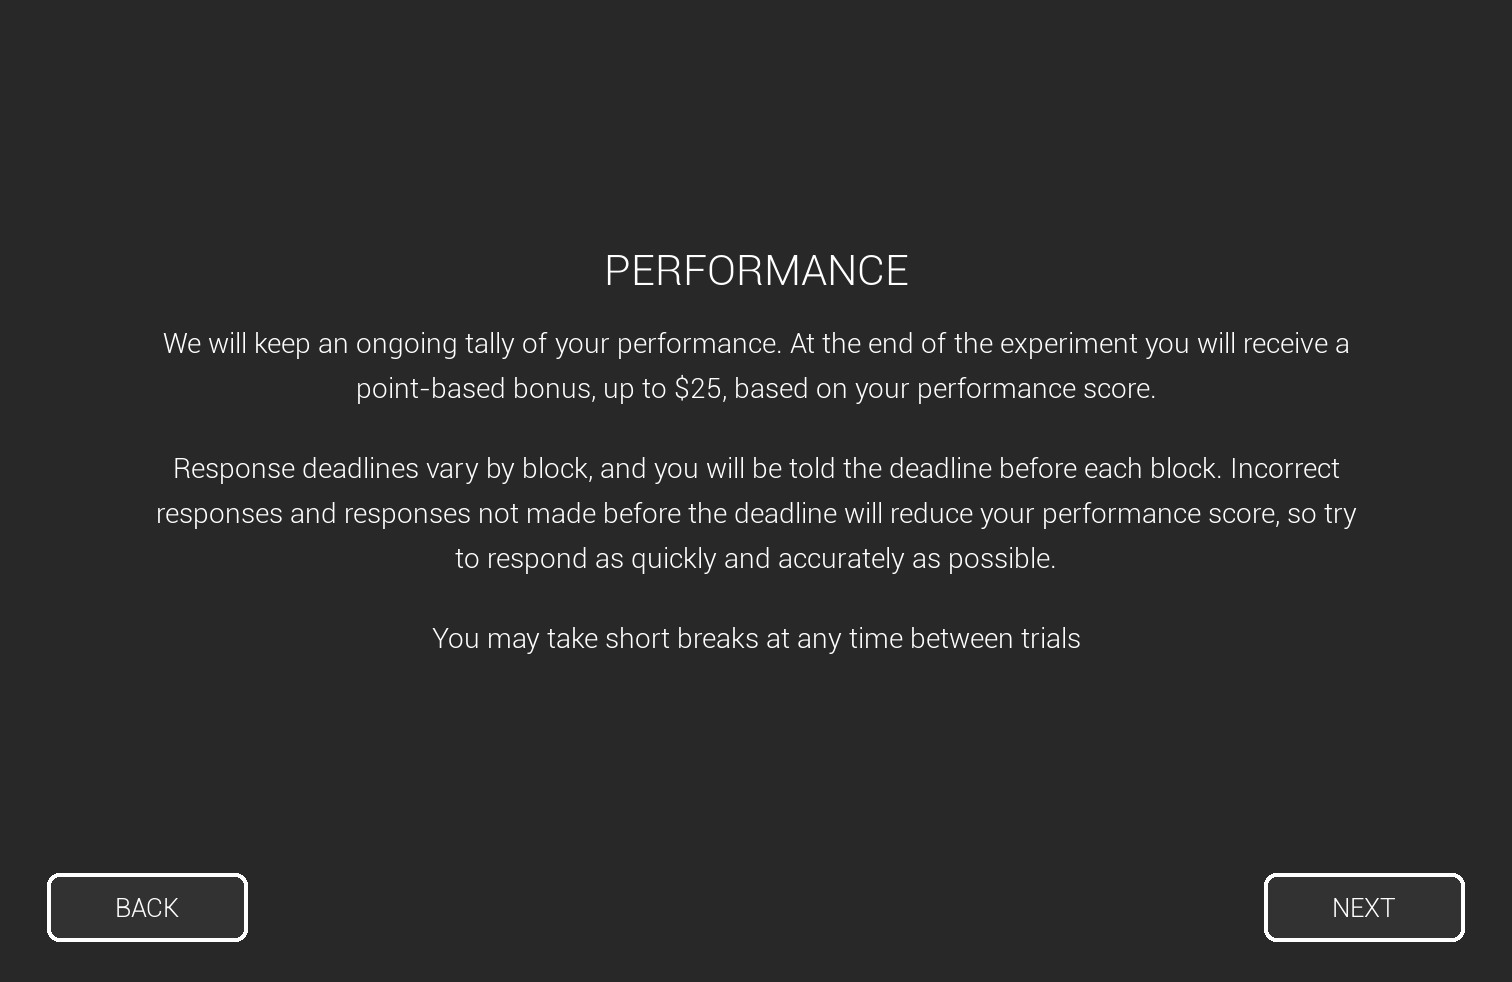 PERFORMANCE
We will keep an ongoing tally of your performance. At the end of the experiment you will receive a
point-based bonus, up to $25, based on your performance score.
Response deadlines vary by block, and you will be told the deadline before each block. Incorrect
responses and responses not made before the deadline will reduce your performance score, so try
to respond as quickly and accurately as possible.
You may take short breaks at any time between trials
BACK
NEXT